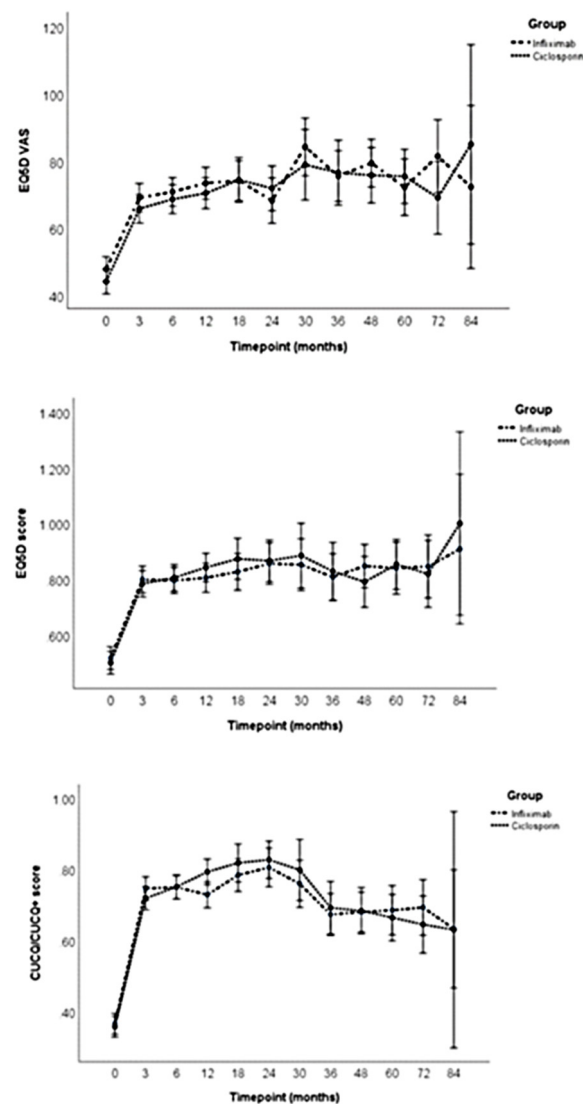 120
100
80
60
40
EQ5D VAS
0 3 6 12 18 24 30 36 48 60 72 84
Timepoint (months)
Group
Infliximab
Ciclosporin
1.400
1.200
1.000
.800
.600
EQ5D score
0 3 6 12 18 24 30 36 48 60 72 84
Timepoint (months)
Group
Infliximab
Ciclosporin
100
80
60
40
CUCQ/CUCQ+ score
0 3 6 12 18 24 30 36 48 60 72 84
Timepoint (months)
Group
Infliximab
Ciclosporin